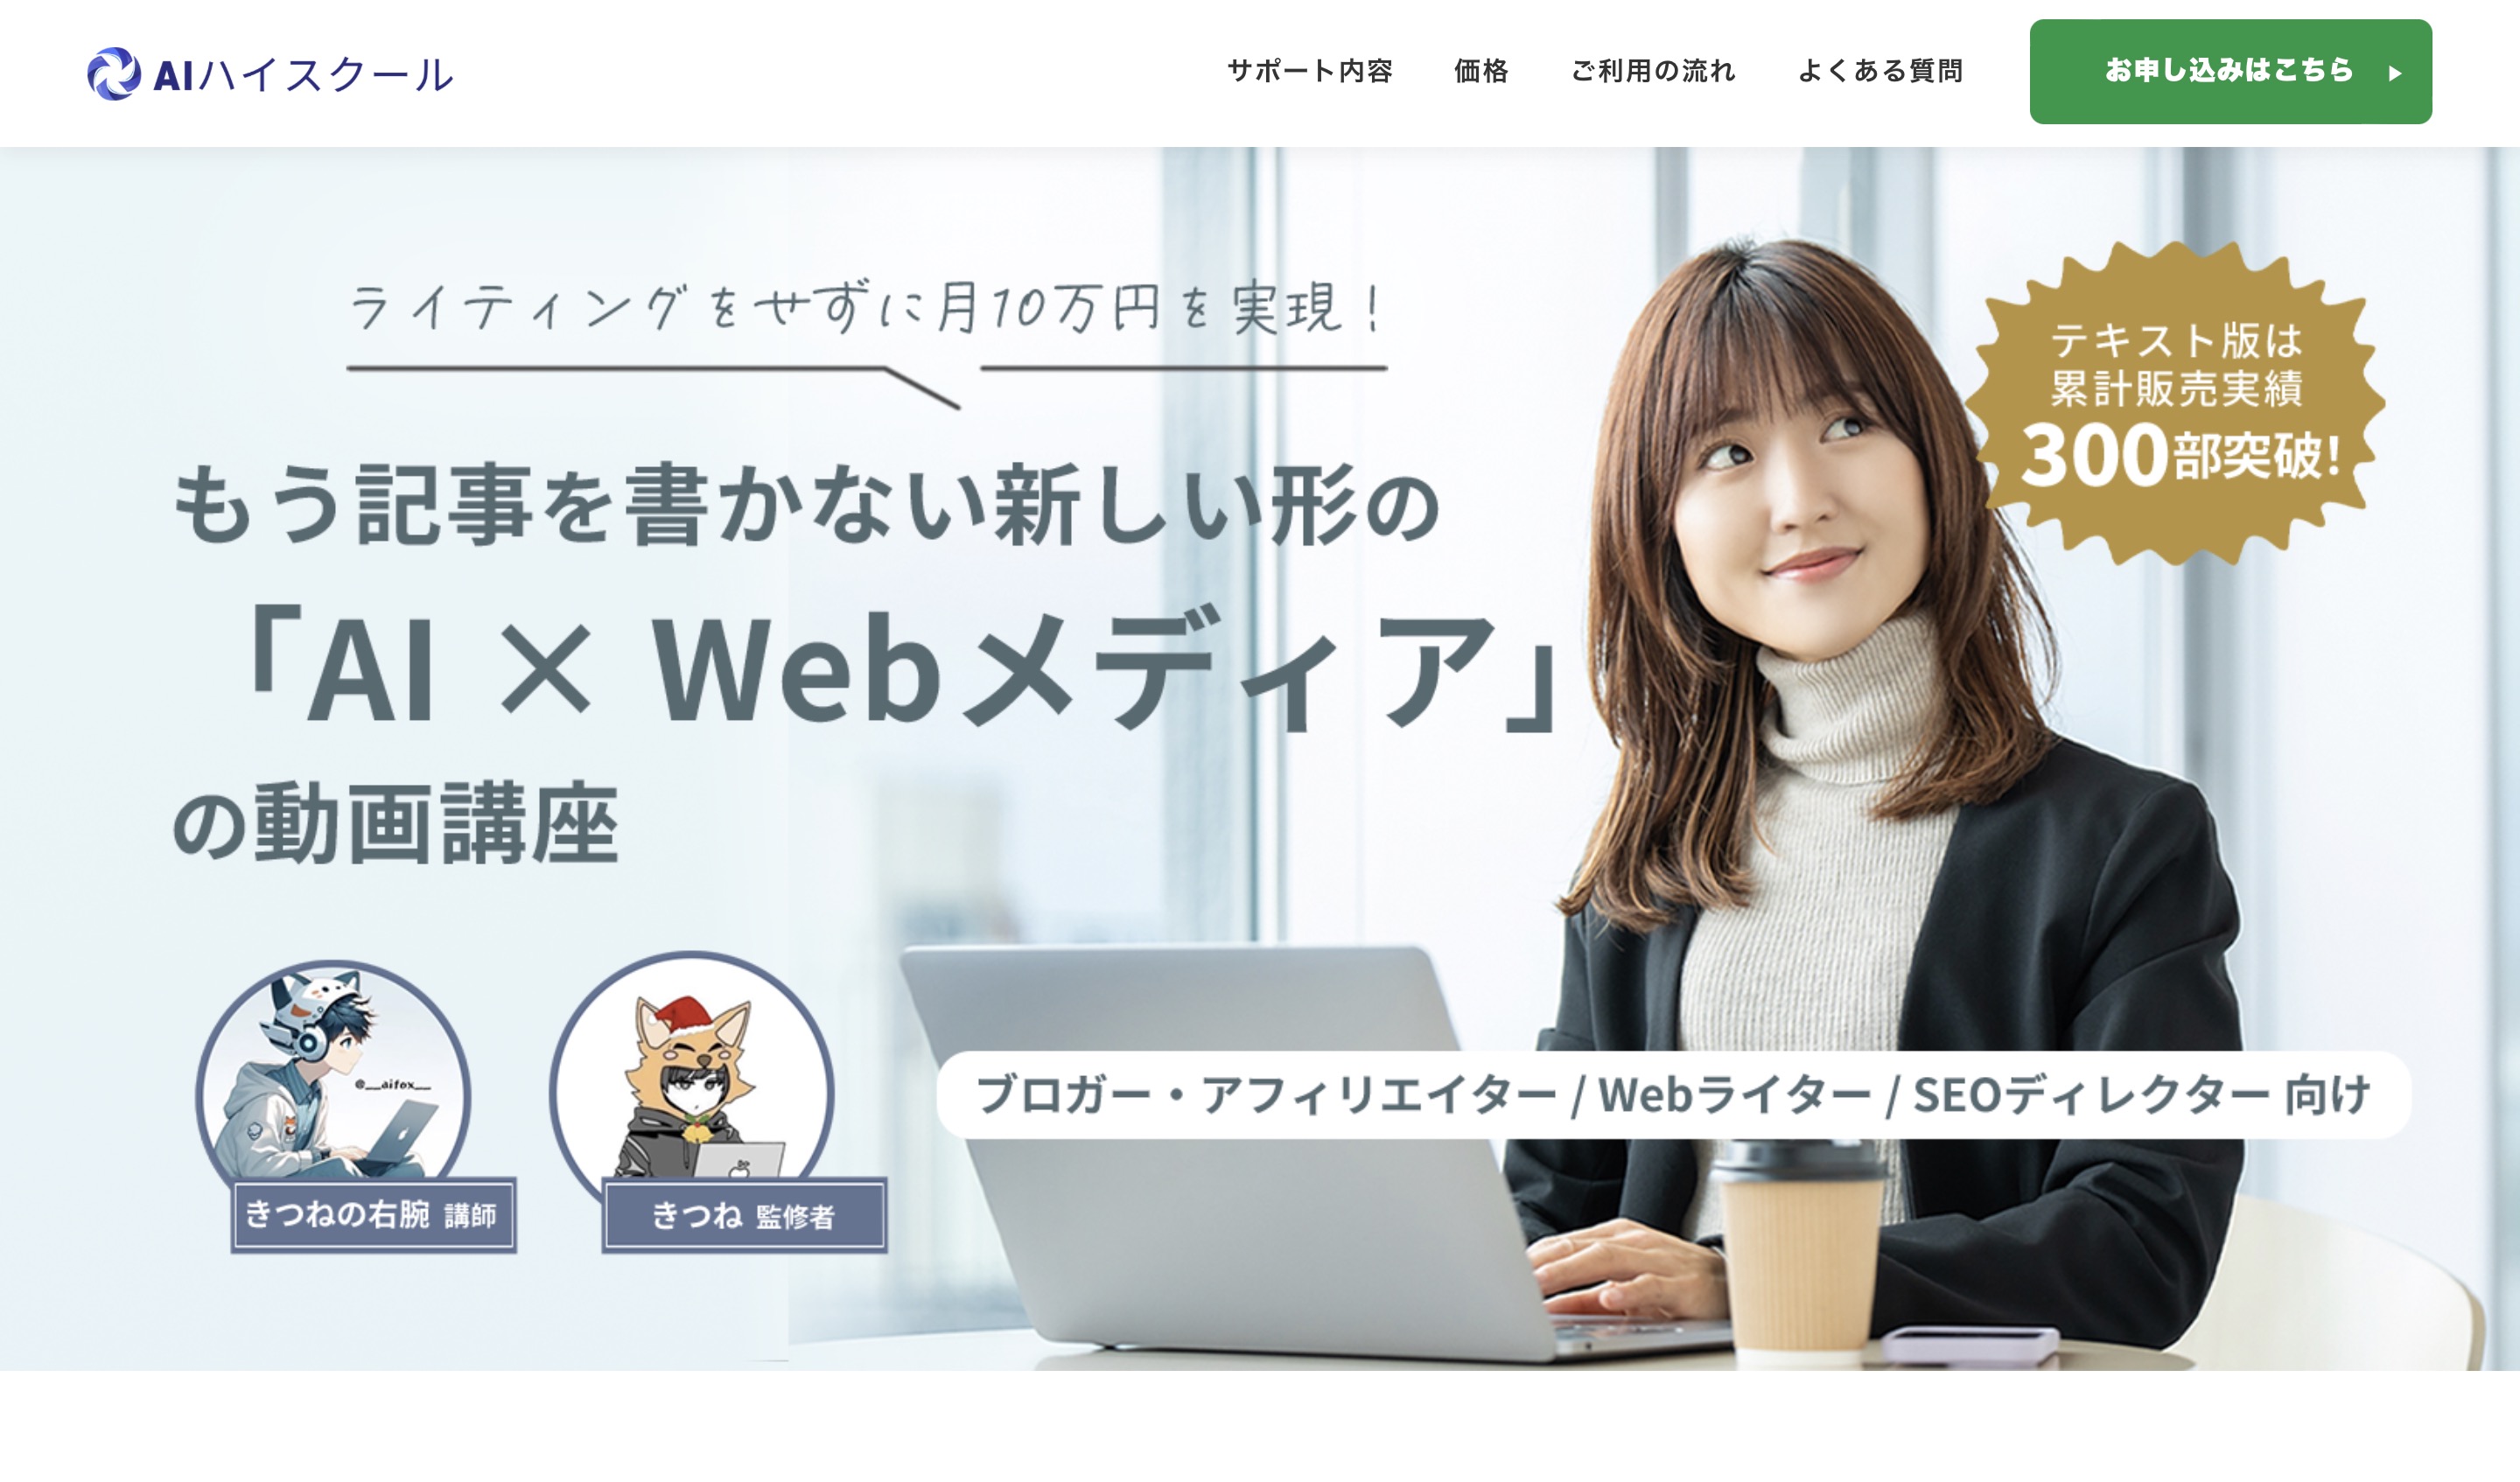 AIハイスクール
サポート内容
価格
ご利用の流れ
よくある質問
お申し込みはこちら
ライティングをせずに月10万円を実現！
もう記事を書かない新しい形の
「AI × Webメディア」
の動画講座
テキスト版は
累計販売実績
300部突破!
@__aifox__
きつねの右腕 講師
きつね 監修者
ブロガー・アフィリエイター / Webライター / SEOディレクター 向け